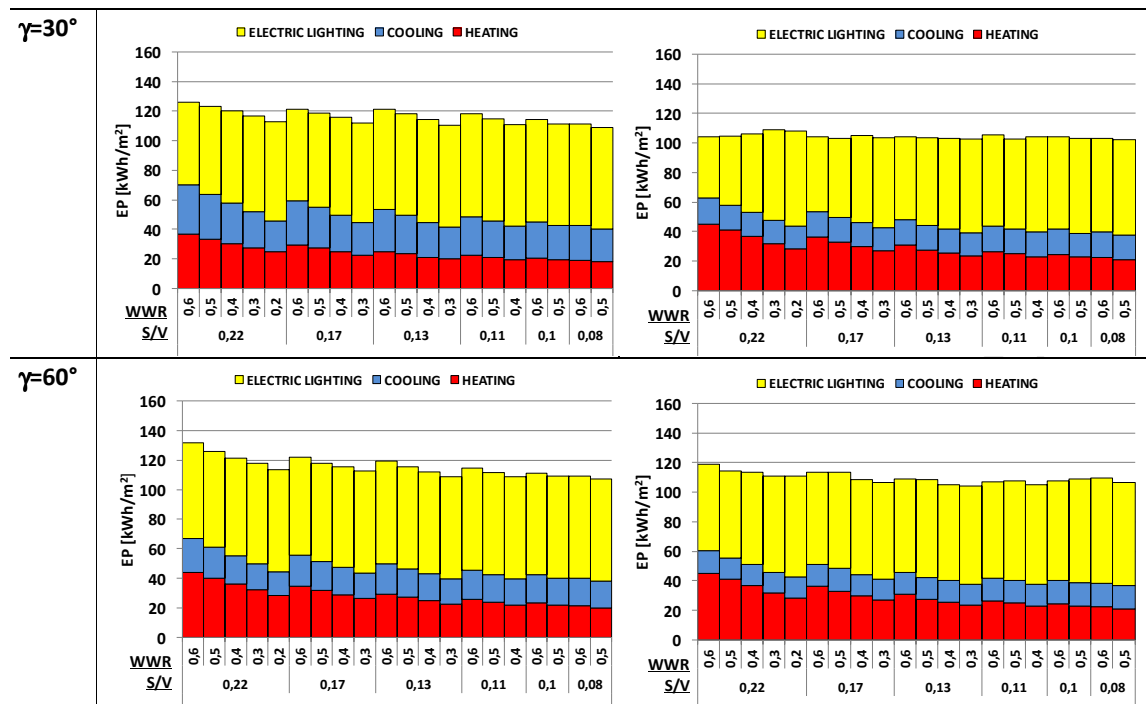 γ=30°
ELECTRIC LIGHTING COOLING HEATING
EP [kWh/m²]
160
140
120
100
80
60
40
20
0
WWR 0,6 0,5 0,4 0,3 0,2 0,6 0,5 0,4 0,3 0,6 0,5 0,4 0,3 0,6 0,5 0,4 0,6 0,5 0,6 0,5
S/V 0,22 0,17 0,13 0,11 0,1 0,08
ELECTRIC LIGHTING COOLING HEATING
EP [kWh/m²]
160
140
120
100
80
60
40
20
0
WWR 0,6 0,5 0,4 0,3 0,2 0,6 0,5 0,4 0,3 0,6 0,5 0,4 0,3 0,6 0,5 0,4 0,6 0,5 0,6 0,5
S/V 0,22 0,17 0,13 0,11 0,1 0,08
γ=60°
ELECTRIC LIGHTING COOLING HEATING
EP [kWh/m²]
160
140
120
100
80
60
40
20
0
WWR 0,6 0,5 0,4 0,3 0,2 0,6 0,5 0,4 0,3 0,6 0,5 0,4 0,3 0,6 0,5 0,4 0,6 0,5 0,6 0,5
S/V 0,22 0,17 0,13 0,11 0,1 0,08
ELECTRIC LIGHTING COOLING HEATING
EP [kWh/m²]
160
140
120
100
80
60
40
20
0
WWR 0,6 0,5 0,4 0,3 0,2 0,6 0,5 0,4 0,3 0,6 0,5 0,4 0,3 0,6 0,5 0,4 0,6 0,5 0,6 0,5
S/V 0,22 0,17 0,13 0,11 0,1 0,08